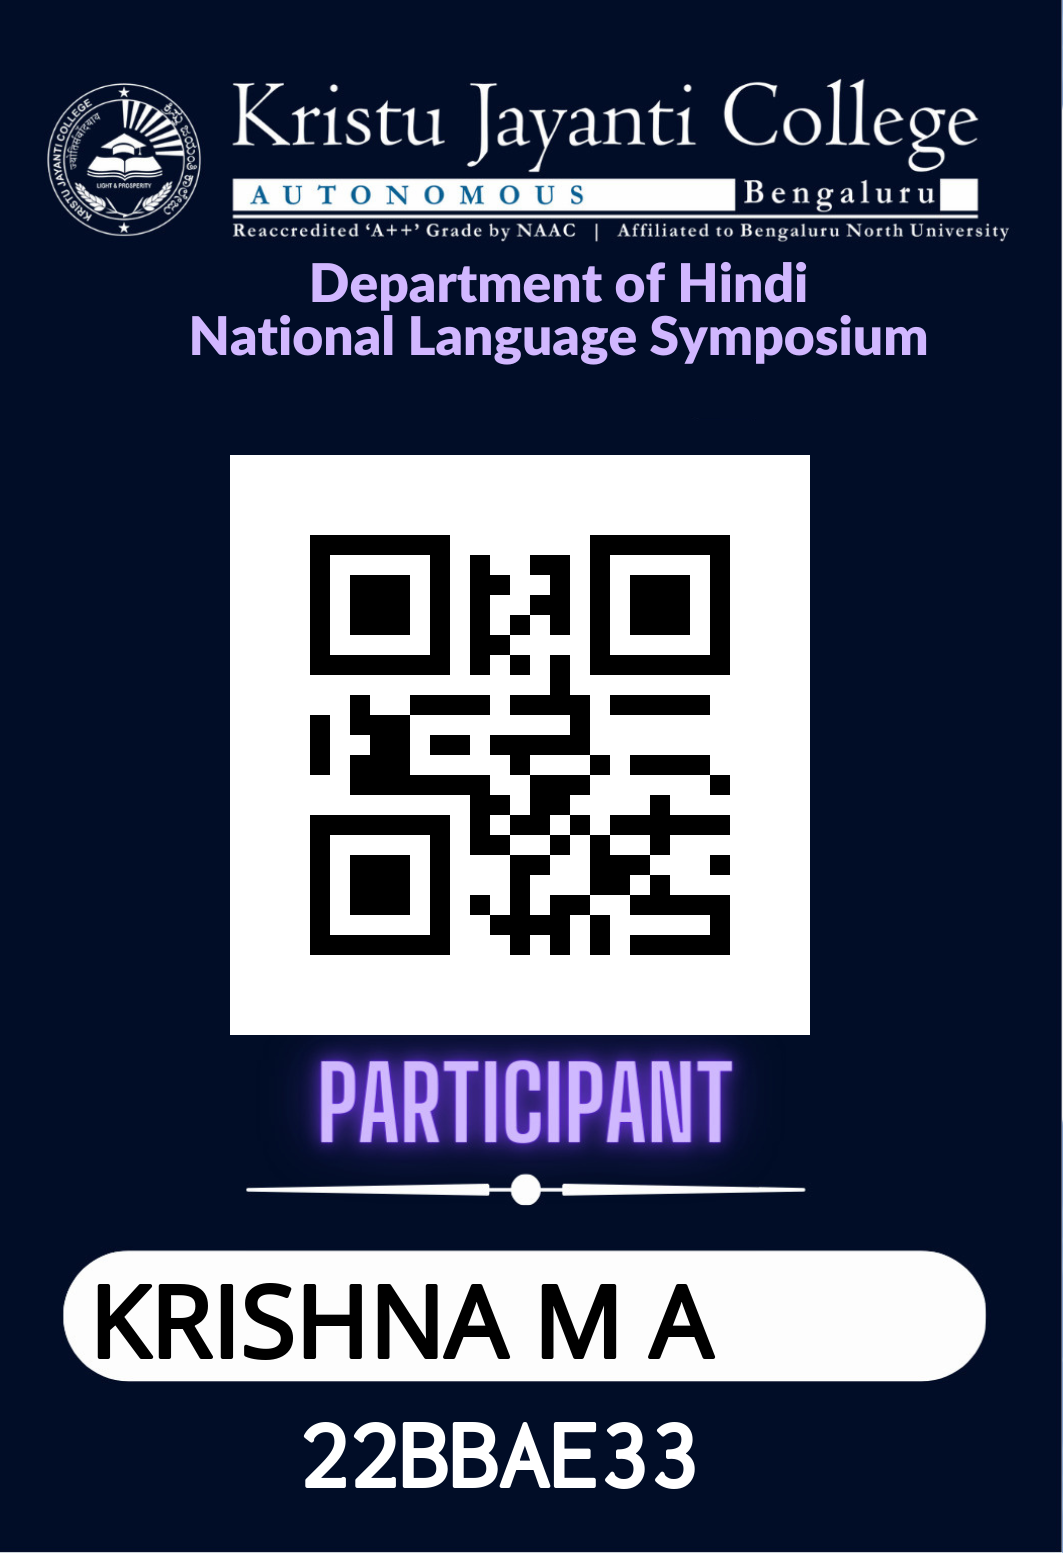 Kristu Jayanti College
AUTONOMOUS Bengaluru
Reaccredited ‘A++’ Grade by NAAC | Affiliated to Bengaluru North University
KRISTU JAYANTI COLLEGE
LIGHT & PROSPERITY
Department of Hindi
National Language Symposium
PARTICIPANT
KRISHNA M A
22BBAE33